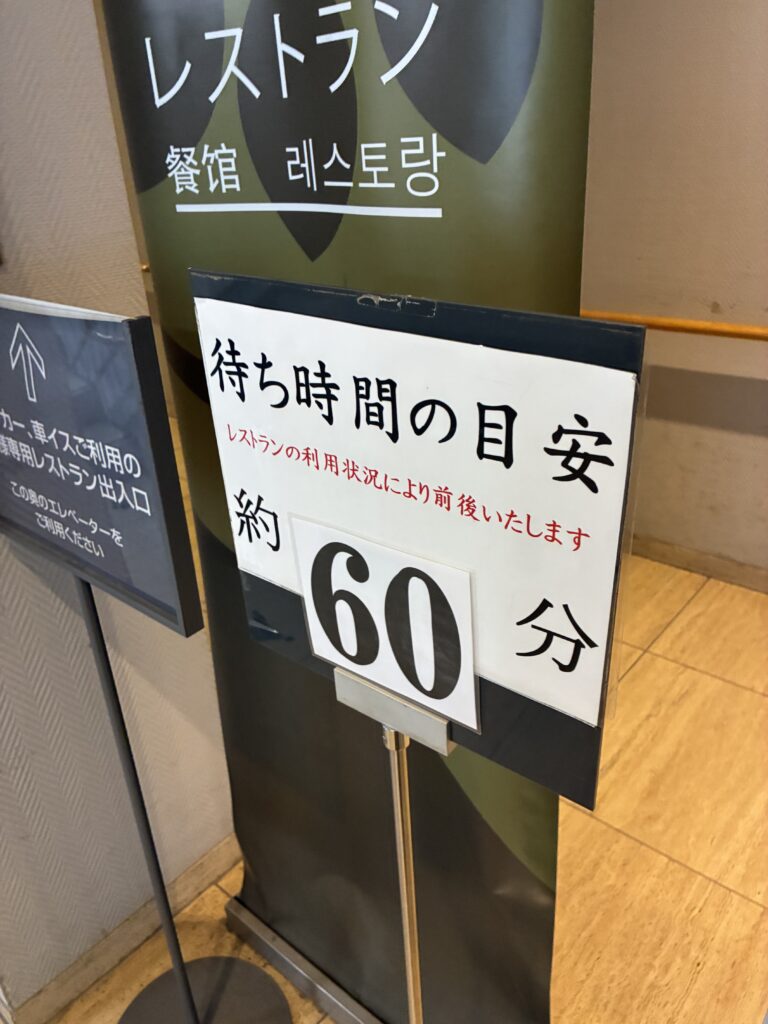 レストラン
餐馆 레스토랑
待ち時間の目安
レストランの利用状況により前後いたします
約 60 分
カー、車イスご利用の
様専用レストラン出入口
この奥のエレベーターを
ご利用ください